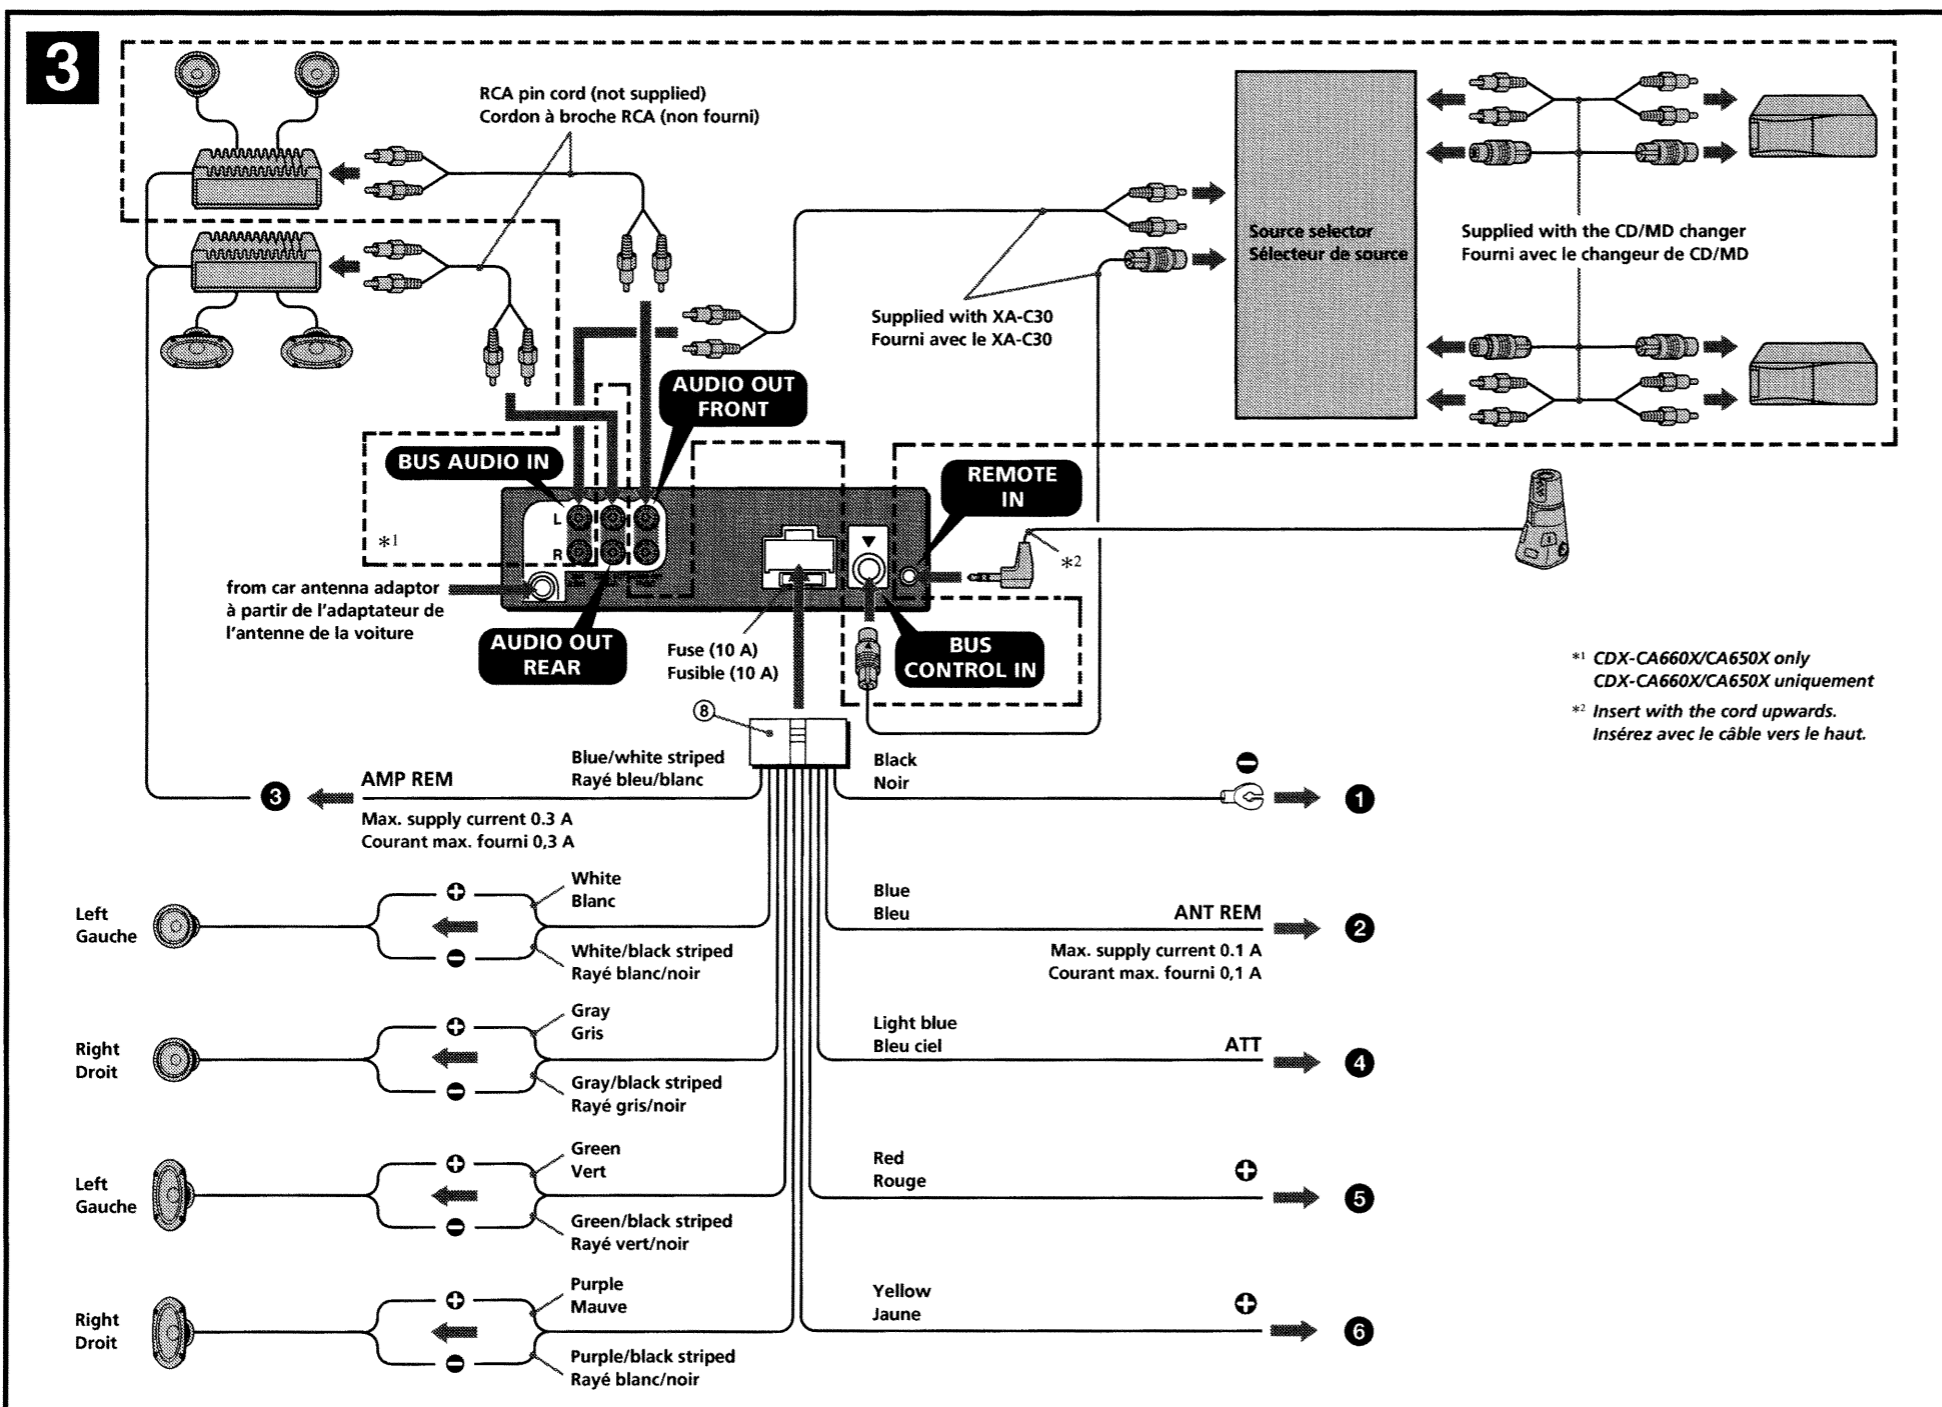 3
RCA pin cord (not supplied)
Cordon à broche RCA (non fourni)
Source selector
Sélecteur de source
Supplied with the CD/MD changer
Fourni avec le changeur de CD/MD
Supplied with XA-C30
Fourni avec le XA-C30
AUDIO OUT
FRONT
BUS AUDIO IN
REMOTE
IN
L
R
*1
*2
from car antenna adaptor
à partir de l'adaptateur de
l'antenne de la voiture
AUDIO OUT
REAR
Fuse (10 A)
Fusible (10 A)
BUS
CONTROL IN
*1 CDX-CA660X/CA650X only
CDX-CA660X/CA650X uniquement
*2 Insert with the cord upwards.
Insérez avec le câble vers le haut.
8
Blue/white striped
Rayé bleu/blanc
AMP REM
3
Max. supply current 0.3 A
Courant max. fourni 0,3 A
Black
Noir
1
Left
Gauche
White
Blanc
White/black striped
Rayé blanc/noir
Blue
Bleu
ANT REM
2
Max. supply current 0.1 A
Courant max. fourni 0,1 A
Right
Droit
Gray
Gris
Gray/black striped
Rayé gris/noir
Light blue
Bleu ciel
ATT
4
Left
Gauche
Green
Vert
Green/black striped
Rayé vert/noir
Red
Rouge
5
Right
Droit
Purple
Mauve
Purple/black striped
Rayé blanc/noir
Yellow
Jaune
6